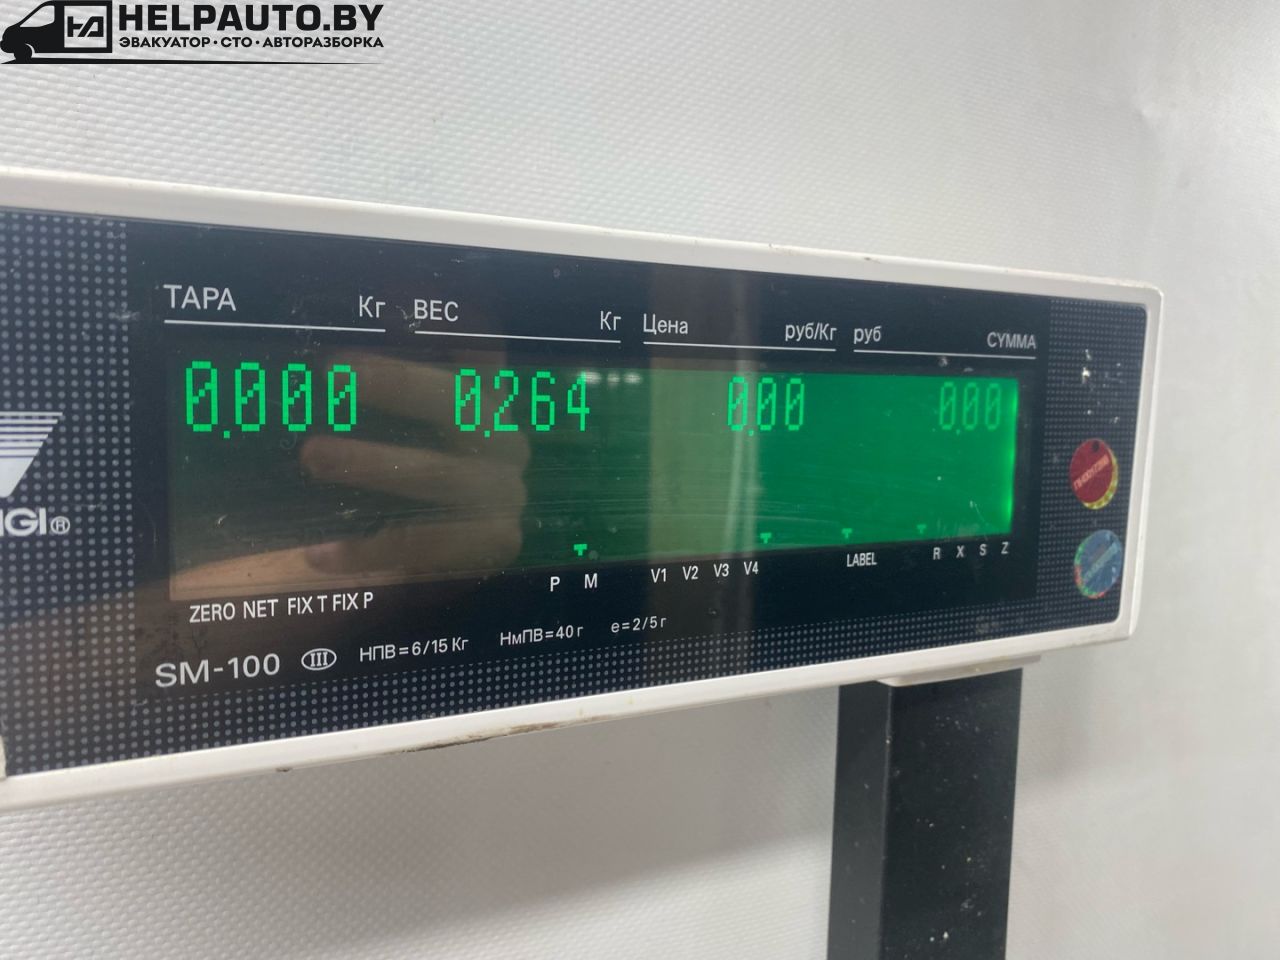 HELPAUTO.BY
ЭВАКУАТОР · СТО · АВТОРАЗБОРКА
ТАРА Кг ВЕС Кг Цена руб/Кг руб СУММА
0.000 0.264 0.00 0.00
IGI®
P M V1 V2 V3 V4 LABEL R X S Z
ZERO NET FIX T FIX P
SM-100 III НПВ=6/15 Кг НмПВ=40 г e=2/5 г